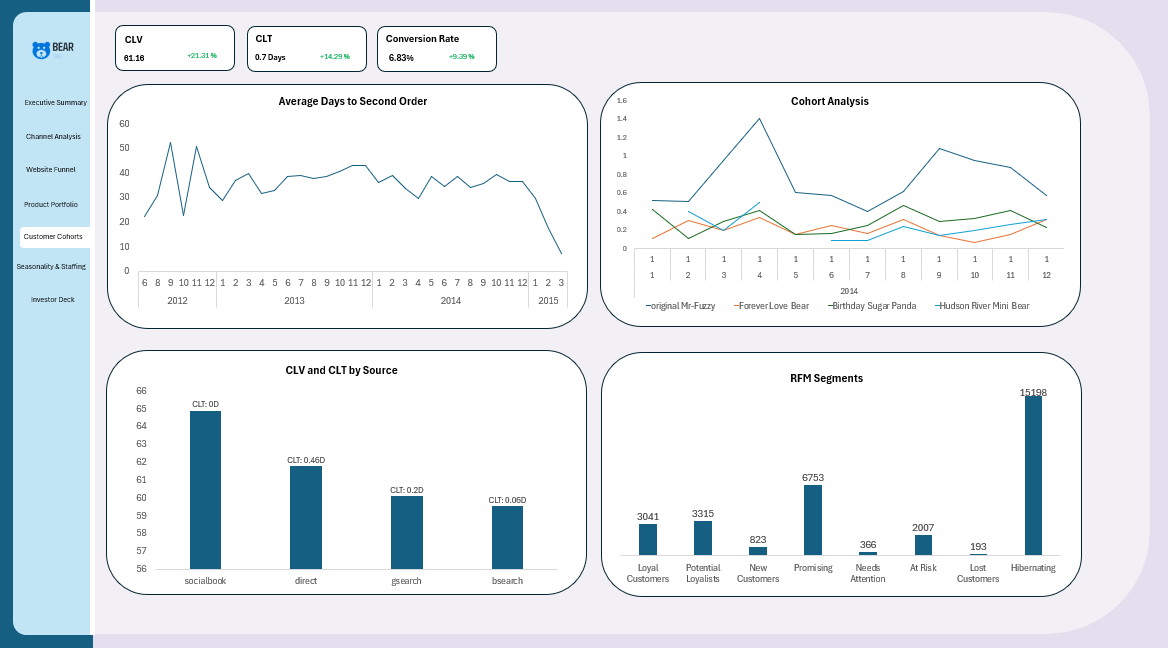 BEAR
Executive Summary
Channel Analysis
Website Funnel
Product Portfolio
Customer Cohorts
Seasonality & Staffing
Investor Deck
CLV
61.16 +21.31%
CLT
0.7 Days +14.29%
Conversion Rate
6.83% +9.39%
Average Days to Second Order
60
50
40
30
20
10
0
6 8 9 10 11 12 1 2 3 4 5 6 7 8 9 10 11 12 1 2 3 4 5 6 7 8 9 10 11 12 1 2 3
2012 2013 2014 2015
Cohort Analysis
1.6
1.4
1.2
1
0.8
0.6
0.4
0.2
0
1 1 1 1 1 1 1 1 1 1 1 1
1 2 3 4 5 6 7 8 9 10 11 12
2014
original Mr-Fuzzy Forever Love Bear Birthday Sugar Panda Hudson River Mini Bear
CLV and CLT by Source
66
65
64
63
62
61
60
59
58
57
56
CLT: 0D
CLT: 0.46D
CLT: 0.2D
CLT: 0.06D
socialbook direct gsearch bsearch
RFM Segments
3041 3315 823 6753 366 2007 193 15198
Loyal Potential New Promising Needs At Risk Lost Hibernating
Customers Loyalists Customers Attention Customers